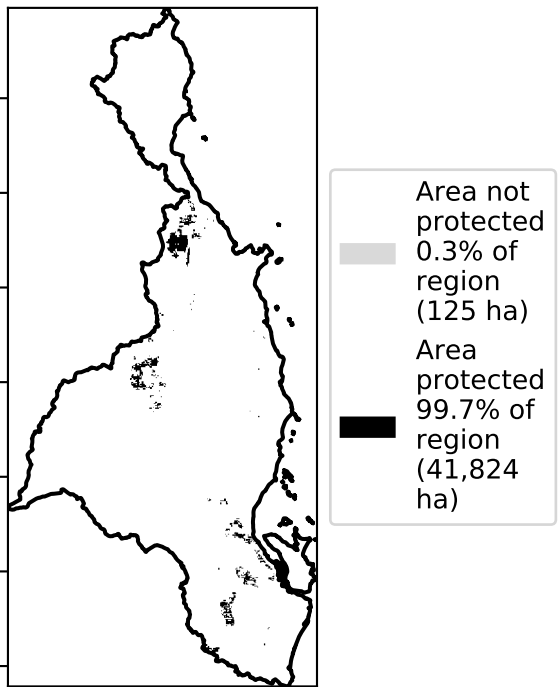 Area not
protected
0.3% of
region
(125 ha)
Area
protected
99.7% of
region
(41,824
ha)